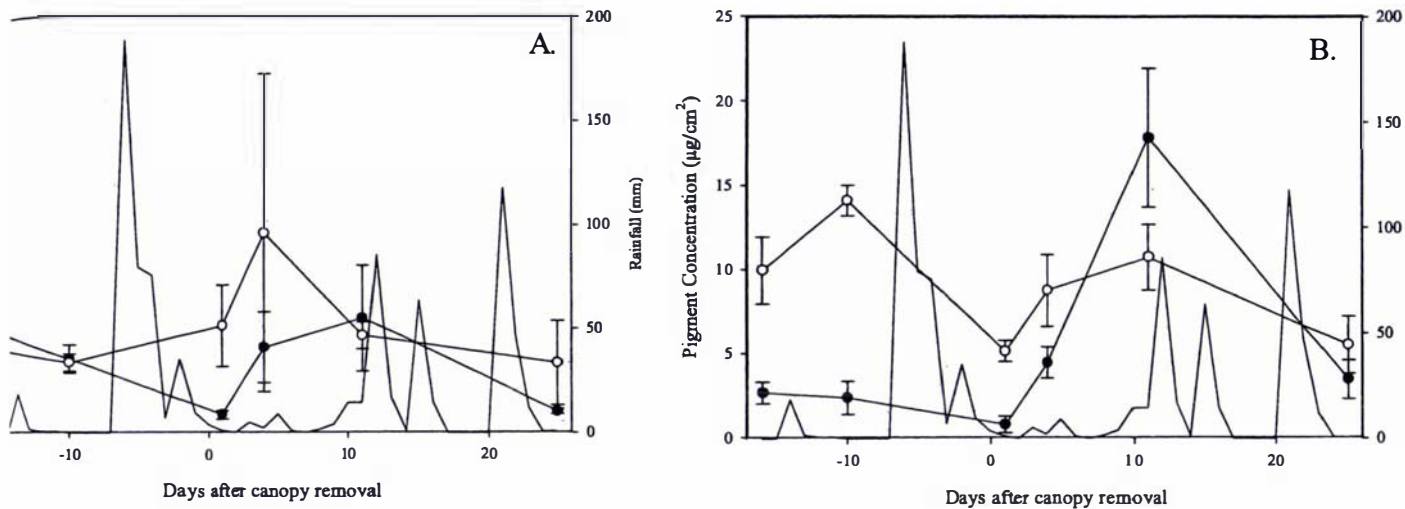 A.
200
150
100
50
0
Rainfall (mm)
-10 0 10 20
Days after canopy removal
B.
Pigment Concentration (µg/cm²)
25
20
15
10
5
0
200
150
100
50
0
-10 0 10 20
Days after canopy removal